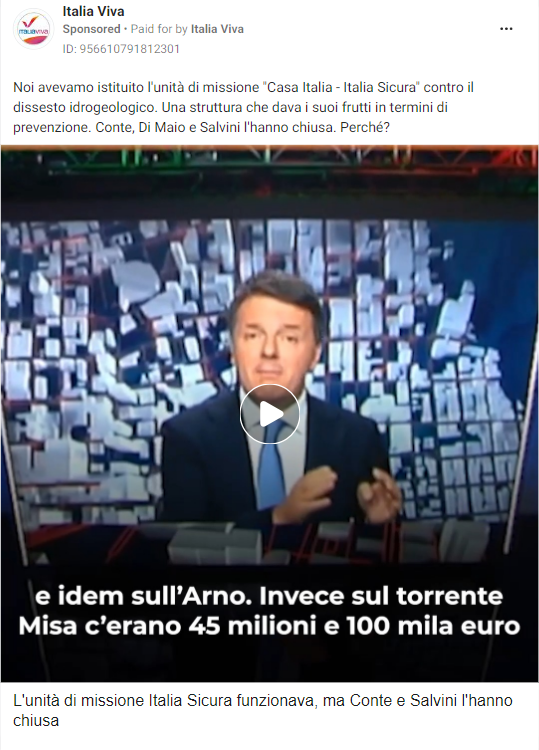 Italia Viva
Sponsored • Paid for by Italia Viva
ID: 956610791812301
Noi avevamo istituito l'unità di missione "Casa Italia - Italia Sicura" contro il
dissesto idrogeologico. Una struttura che dava i suoi frutti in termini di
prevenzione. Conte, Di Maio e Salvini l'hanno chiusa. Perché?
e idem sull'Arno. Invece sul torrente
Misa c'erano 45 milioni e 100 mila euro
L'unità di missione Italia Sicura funzionava, ma Conte e Salvini l'hanno
chiusa